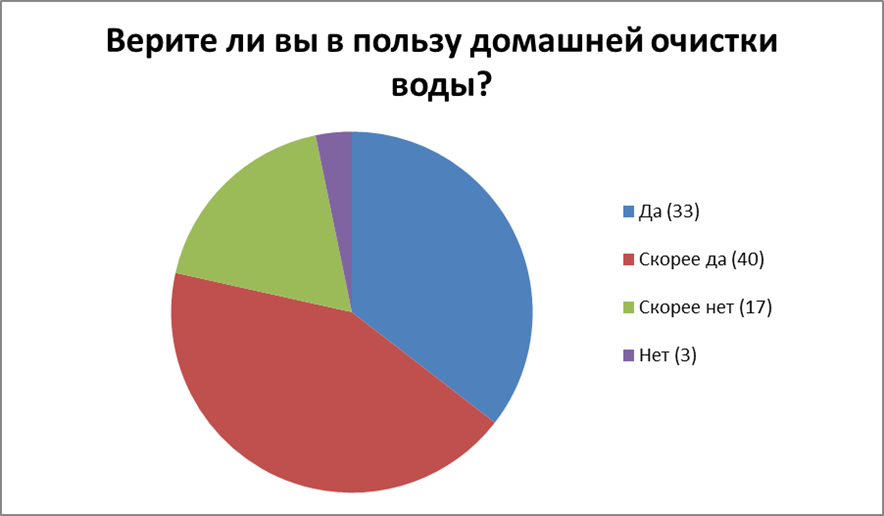 Верите ли вы в пользу домашней очистки
воды?
Да (33)
Скорее да (40)
Скорее нет (17)
Нет (3)